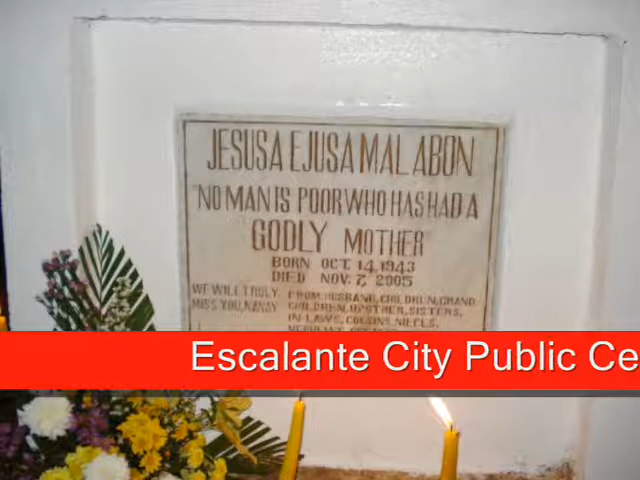 JESUSA EJUSA MALABON
"NO MAN IS POOR WHO HAS HAD A
GODLY MOTHER"
BORN OCT. 14, 1943
DIED NOV. 7, 2005
WE WILL TRULY
MISS YOU, NANAY
FROM: HUSBAND, CHILDREN, GRAND
CHILDREN, BROTHER, SISTERS,
IN-LAWS, COUSINS, NIECES,
Escalante City Public Ce